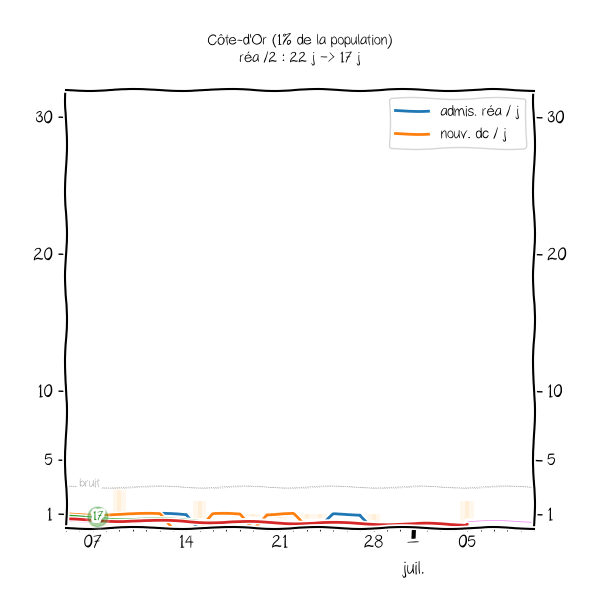 Côte-d'Or (1% de la population)
réa /2 : 22 j -> 17 j
admis. réa / j
nouv. dc / j
30
30
20
20
10
10
5
5
bruit
17
1
1
07
14
21
28
05
juil.